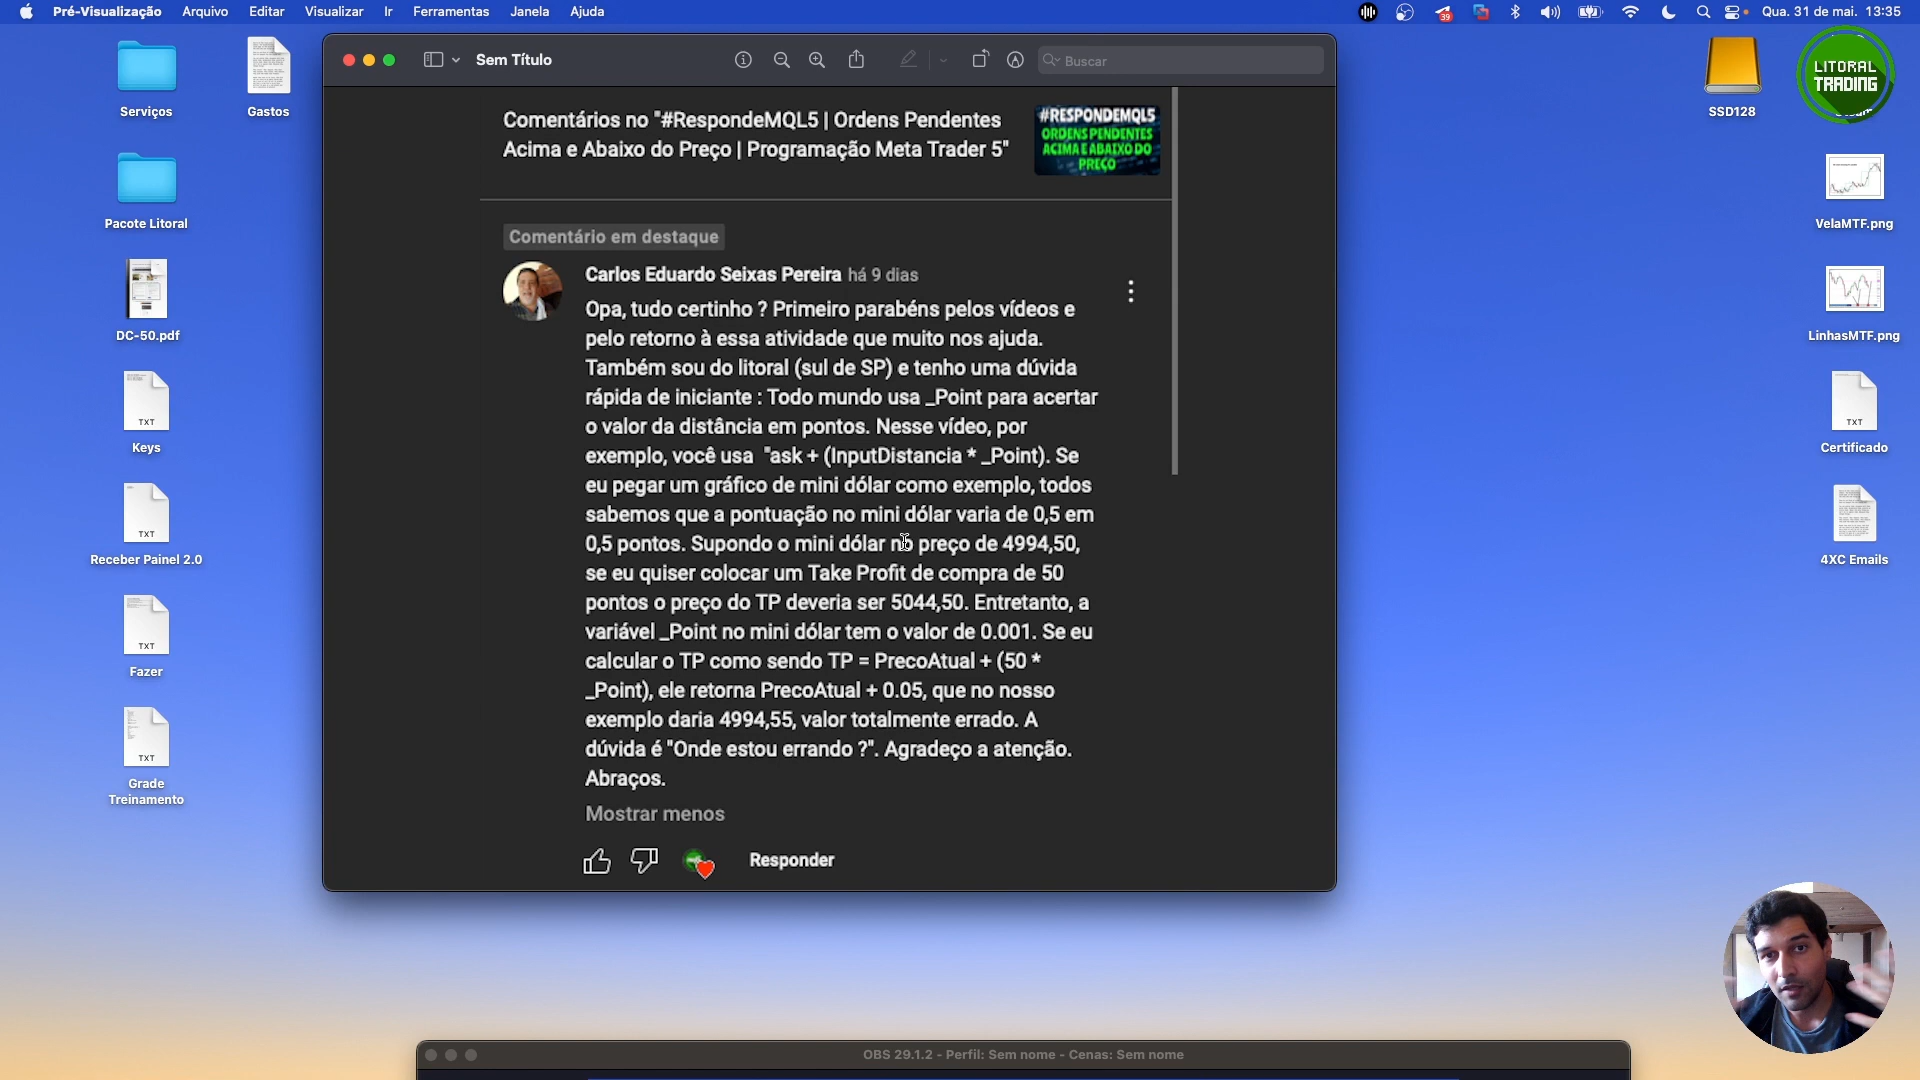 Pré-Visualização Arquivo Editar Visualizar Ir Ferramentas Janela Ajuda
39
Qua. 31 de mai. 13:35
Sem Título
Buscar
Serviços
Gastos
Pacote Litoral
DC-50.pdf
TXT
Keys
TXT
Receber Painel 2.0
TXT
Fazer
TXT
Grade
Treinamento
Comentários no "#RespondeMQL5 | Ordens Pendentes
Acima e Abaixo do Preço | Programação Meta Trader 5"
#RESPONDEMQL5
ORDENS PENDENTES
ACIMA E ABAIXO DO
PREÇO
Comentário em destaque
Carlos Eduardo Seixas Pereira há 9 dias
Opa, tudo certinho ? Primeiro parabéns pelos vídeos e
pelo retorno à essa atividade que muito nos ajuda.
Também sou do litoral (sul de SP) e tenho uma dúvida
rápida de iniciante : Todo mundo usa _Point para acertar
o valor da distância em pontos. Nesse vídeo, por
exemplo, você usa "ask + (InputDistancia * _Point). Se
eu pegar um gráfico de mini dólar como exemplo, todos
sabemos que a pontuação no mini dólar varia de 0,5 em
0,5 pontos. Supondo o mini dólar no preço de 4994,50,
se eu quiser colocar um Take Profit de compra de 50
pontos o preço do TP deveria ser 5044,50. Entretanto, a
variável _Point no mini dólar tem o valor de 0.001. Se eu
calcular o TP como sendo TP = PrecoAtual + (50 *
_Point), ele retorna PrecoAtual + 0.05, que no nosso
exemplo daria 4994,55, valor totalmente errado. A
dúvida é "Onde estou errando ?". Agradeço a atenção.
Abraços.
Mostrar menos
Responder
SSD128
LITORAL
TRADING
VelaMTF.png
LinhasMTF.png
TXT
Certificado
4XC Emails
OBS 29.1.2 - Perfil: Sem nome - Cenas: Sem nome